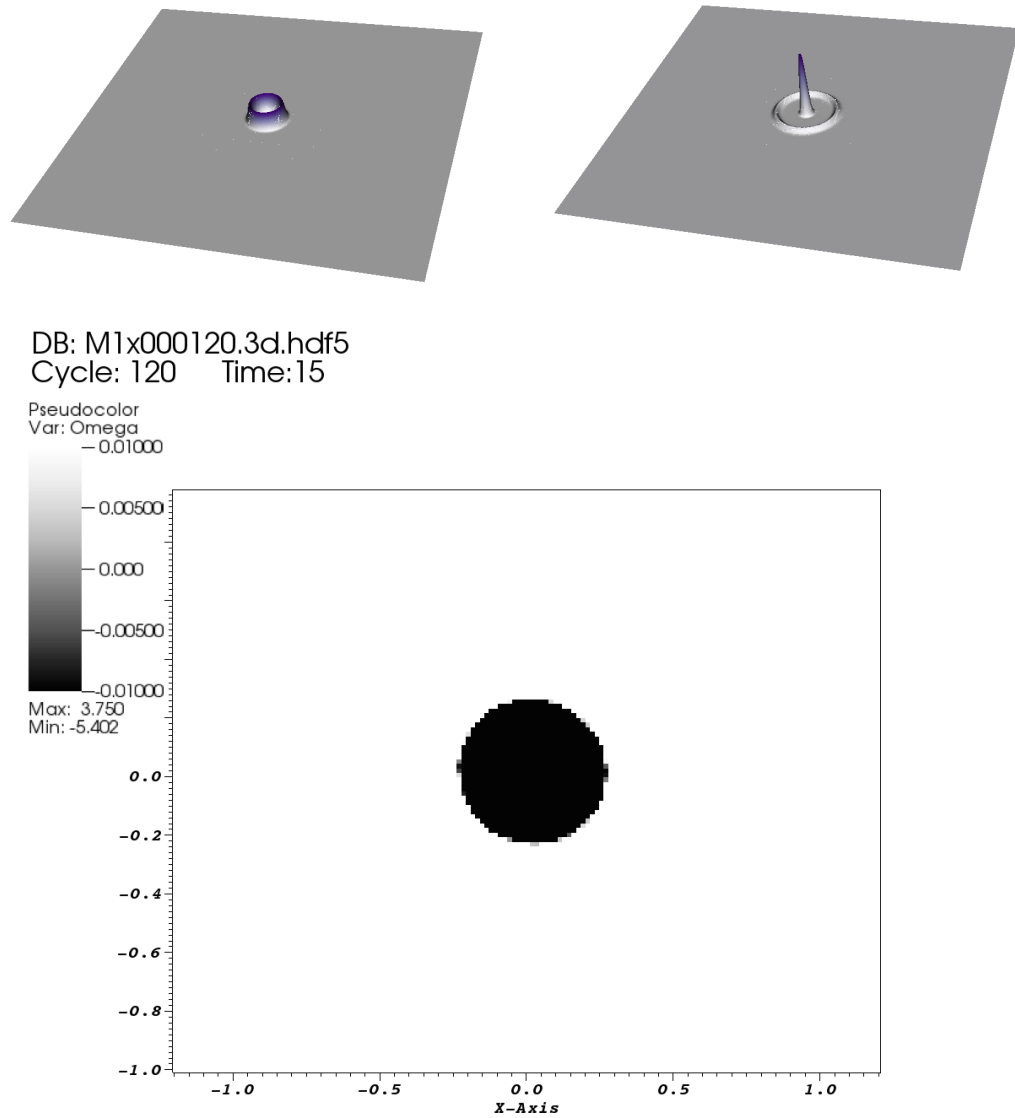 DB: M1x000120.3d.hdf5
Cycle: 120 Time:15
Pseudocolor
Var: Omega
0.01000
0.00500
0.000
-0.00500
-0.01000
Max: 3.750
Min: -5.402
0.0
-0.2
-0.4
-0.6
-0.8
-1.0
-1.0 -0.5 0.0 0.5 1.0
X-Axis